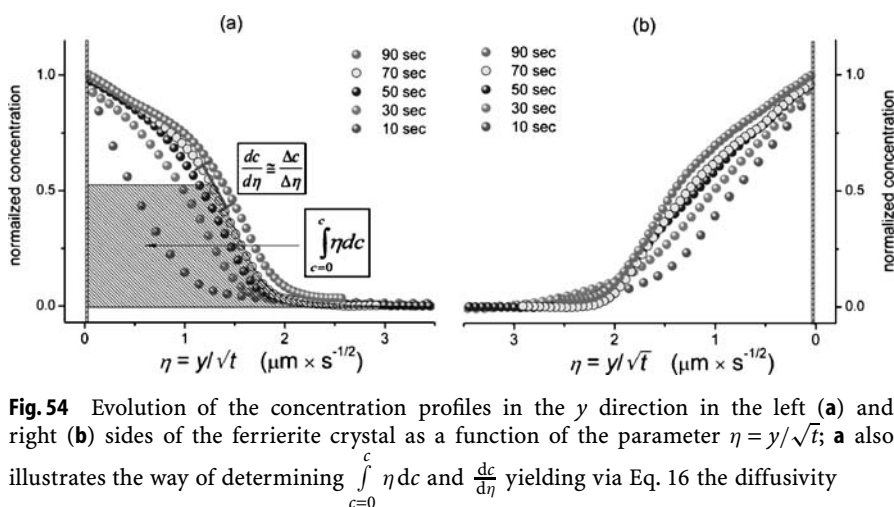 (a) (b)
90 sec 90 sec
70 sec 70 sec
50 sec 50 sec
30 sec 30 sec
10 sec 10 sec
normailzed concentration
1.0
0.5
0.0
dc/dη ≅ Δc/Δη
∫_{c=0}^{c} ηdc
0 1 2 3
η = y/√t (μm × s^{-1/2})
normalized concentration
1.0
0.5
0.0
3 2 1 0
η = y/√t (μm × s^{-1/2})
Fig. 54 Evolution of the concentration profiles in the y direction in the left (a) and
right (b) sides of the ferrierite crystal as a function of the parameter η = y/√t; a also
illustrates the way of determining ∫_{c=0}^{c} η dc and dc/dη yielding via Eq. 16 the diffusivity